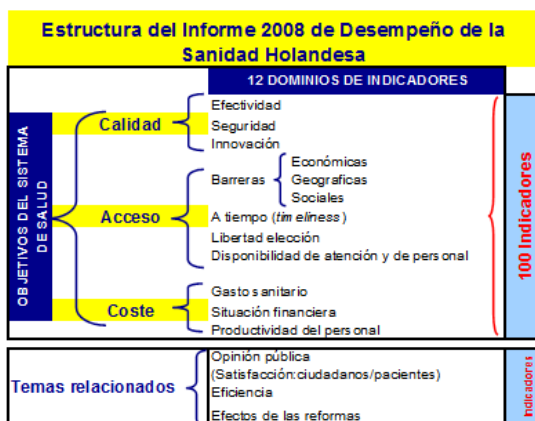 Estructura del Informe 2008 de Desempeño de la
Sanidad Holandesa
12 DOMINIOS DE INDICADORES
OBJETIVOS DEL SISTEMA
DE SALUD
Calidad
Efectividad
Seguridad
Innovación
Acceso
Barreras
Económicas
Geograficas
Sociales
A tiempo (timeliness)
Libertad elección
Disponibilidad de atención y de personal
Coste
Gasto sanitario
Situación financiera
Productividad del personal
100 Indicadores
Temas relacionados
Opinión pública
(Satisfacción:ciudadanos/pacientes)
Eficiencia
Efectos de las reformas
Indicadores